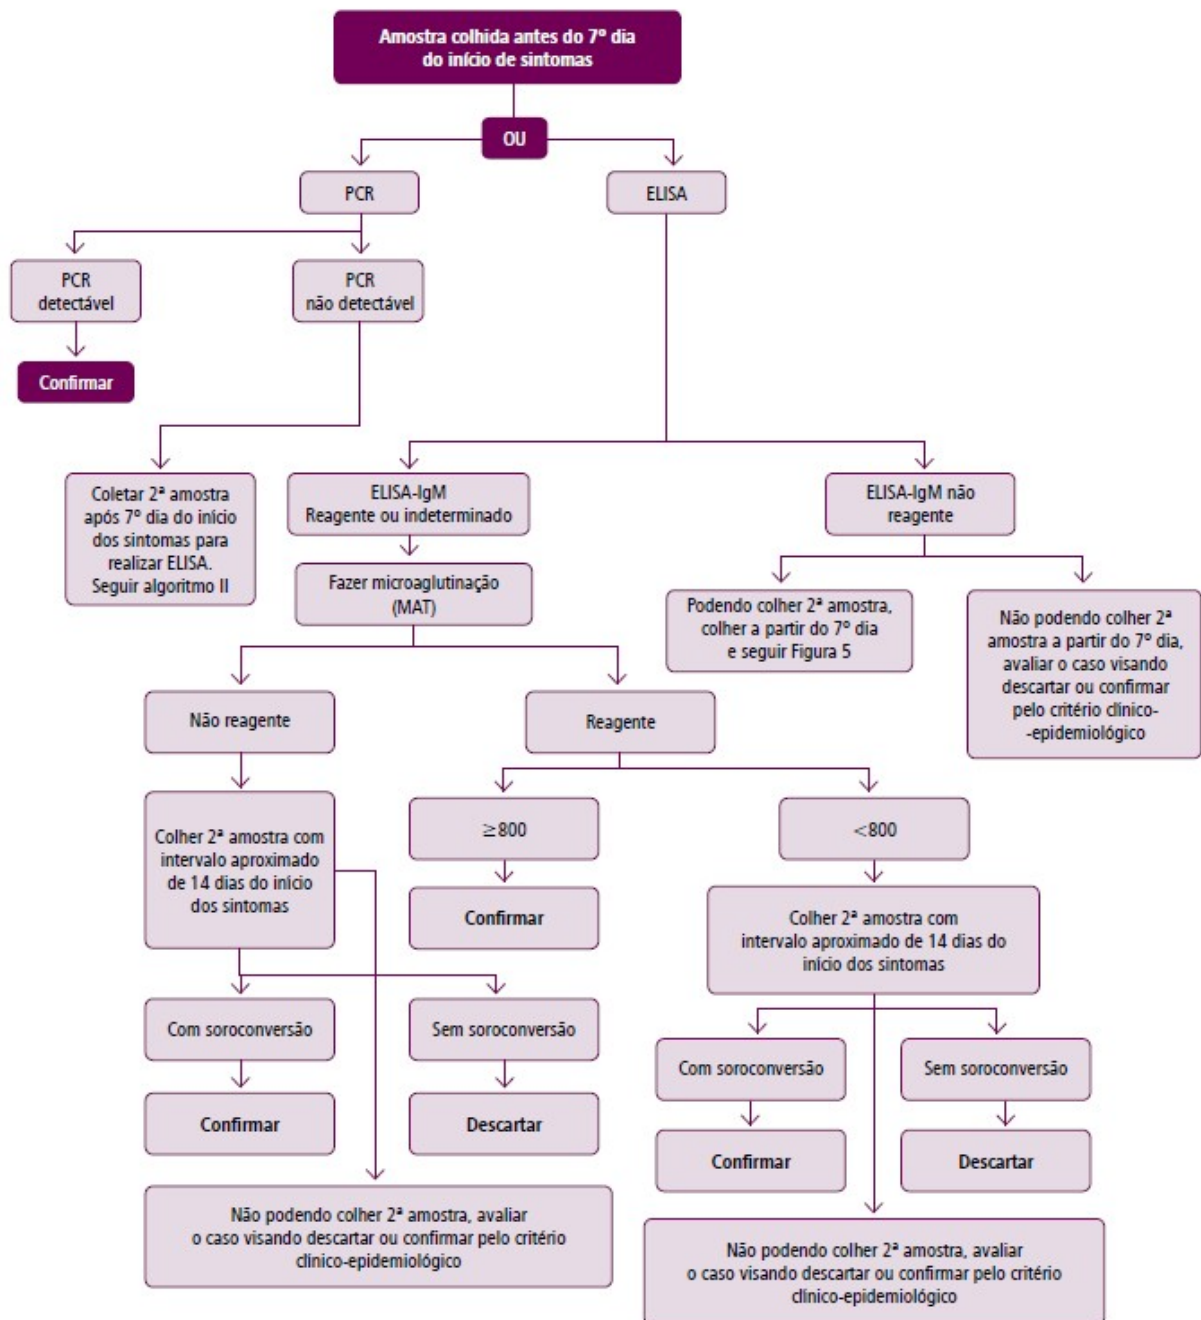 Amostra colhida antes do 7º dia
do início de sintomas
OU
PCR
ELISA
PCR
detectável
PCR
não detectável
Confirmar
Coletar 2ª amostra
após 7º dia do início
dos sintomas para
realizar ELISA.
Seguir algoritmo II
ELISA-IgM
Reagente ou indeterminado
ELISA-IgM não
reagente
Fazer microaglutinação
(MAT)
Podendo colher 2ª amostra,
colher a partir do 7º dia
e seguir Figura 5
Não podendo colher 2ª
amostra a partir do 7º dia,
avaliar o caso visando
descartar ou confirmar
pelo critério clínico-
-epidemiológico
Não reagente
Reagente
Colher 2ª amostra com
intervalo aproximado
de 14 dias do início
dos sintomas
≥800
<800
Confirmar
Colher 2ª amostra com
intervalo aproximado de 14 dias do
início dos sintomas
Com soroconversão
Sem soroconversão
Com soroconversão
Sem soroconversão
Confirmar
Descartar
Confirmar
Descartar
Não podendo colher 2ª amostra, avaliar
o caso visando descartar ou confirmar pelo critério
clínico-epidemiológico
Não podendo colher 2ª amostra, avaliar
o caso visando descartar ou confirmar pelo critério
clínico-epidemiológico